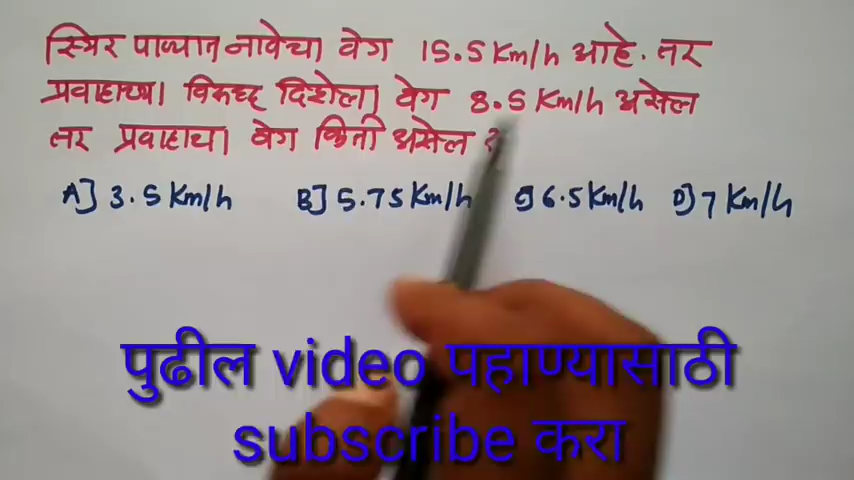 स्थिर पाण्यात नावेचा वेग 15.5 Km/h आहे. तर
प्रवाहाच्या विरुध्द दिशेला वेग 8.5 Km/h असेल
तर प्रवाहाचा वेग किती असेल ?
A] 3.5 Km/h B] 5.75 Km/h C] 6.5 Km/h D] 7 Km/h
पुढील video पहाण्यासाठी
subscribe करा